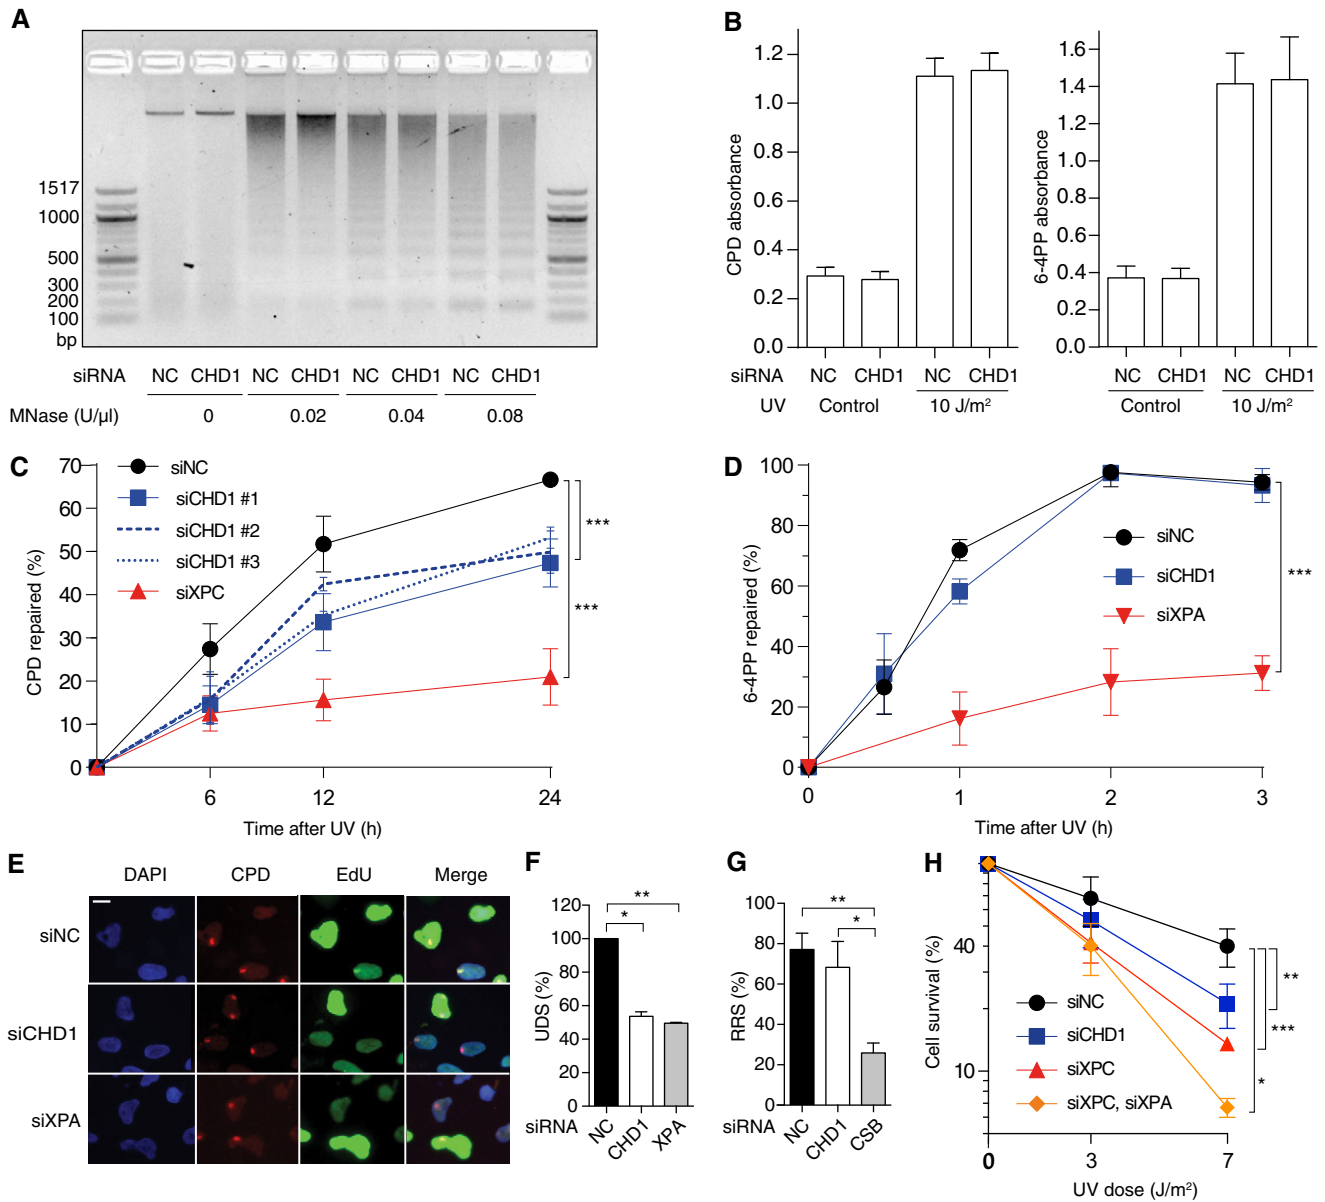 A
1517
1000
500
300
200
100
bp
siRNA NC CHD1 NC CHD1 NC CHD1 NC CHD1
MNase (U/µl) 0 0.02 0.04 0.08
B
CPD absorbance
1.2
1.0
0.8
0.6
0.4
0.2
0.0
siRNA NC CHD1 NC CHD1
UV Control 10 J/m²
6-4PP absorbance
1.6
1.4
1.2
1.0
0.8
0.6
0.4
0.2
0.0
NC CHD1 NC CHD1
Control 10 J/m²
C
CPD repaired (%)
70
60
50
40
30
20
10
0
siNC
siCHD1 #1
siCHD1 #2
siCHD1 #3
siXPC
***
***
6 12 24
Time after UV (h)
D
6-4PP repaired (%)
100
80
60
40
20
0
siNC
siCHD1
siXPA
***
0 1 2 3
Time after UV (h)
E
DAPI CPD EdU Merge
siNC
siCHD1
siXPA
F
UDS (%)
120
100
80
60
40
20
0
**
*
siRNA NC CHD1 XPA
G
RRS (%)
100
80
60
40
20
0
**
*
siRNA NC CHD1 CSB
H
Cell survival (%)
40
10
siNC
siCHD1
siXPC
siXPC, siXPA
**
***
*
0 3 7
UV dose (J/m²)